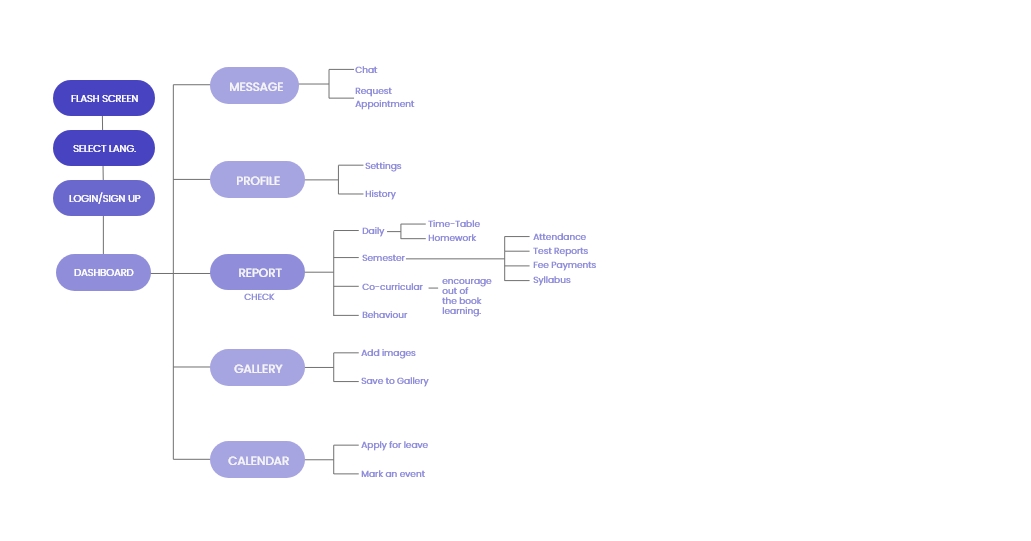 FLASH SCREEN
SELECT LANG.
LOGIN/SIGN UP
DASHBOARD
MESSAGE
Chat
Request
Appointment
PROFILE
Settings
History
REPORT
CHECK
Daily
Time-Table
Homework
Semester
Attendance
Test Reports
Fee Payments
Syllabus
Co-curricular
encourage
out of
the book
learning.
Behaviour
GALLERY
Add images
Save to Gallery
CALENDAR
Apply for leave
Mark an event